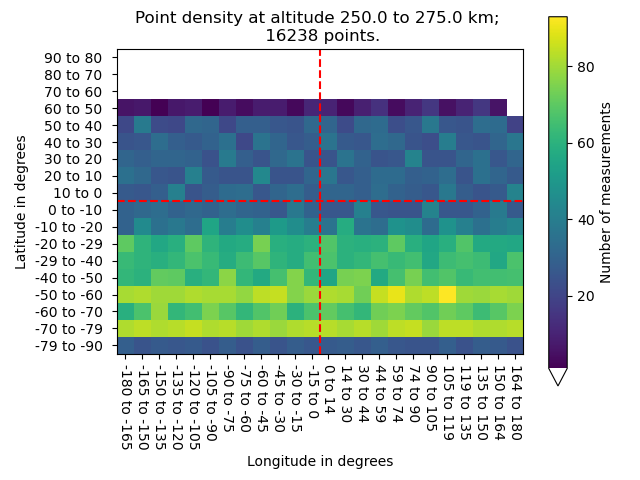 Point density at altitude 250.0 to 275.0 km;
16238 points.
90 to 80
80 to 70
70 to 60
60 to 50
50 to 40
40 to 30
30 to 20
20 to 10
10 to 0
0 to -10
-10 to -20
-20 to -29
-29 to -40
-40 to -50
-50 to -60
-60 to -70
-70 to -79
-79 to -90
Latitude in degrees
-180 to -165
-165 to -150
-150 to -135
-135 to -120
-120 to -105
-105 to -90
-90 to -75
-75 to -60
-60 to -45
-45 to -30
-30 to -15
-15 to 0
0 to 14
14 to 30
30 to 44
44 to 59
59 to 74
74 to 90
90 to 105
105 to 119
119 to 135
135 to 150
150 to 164
164 to 180
Longitude in degrees
80
60
40
20
Number of measurements